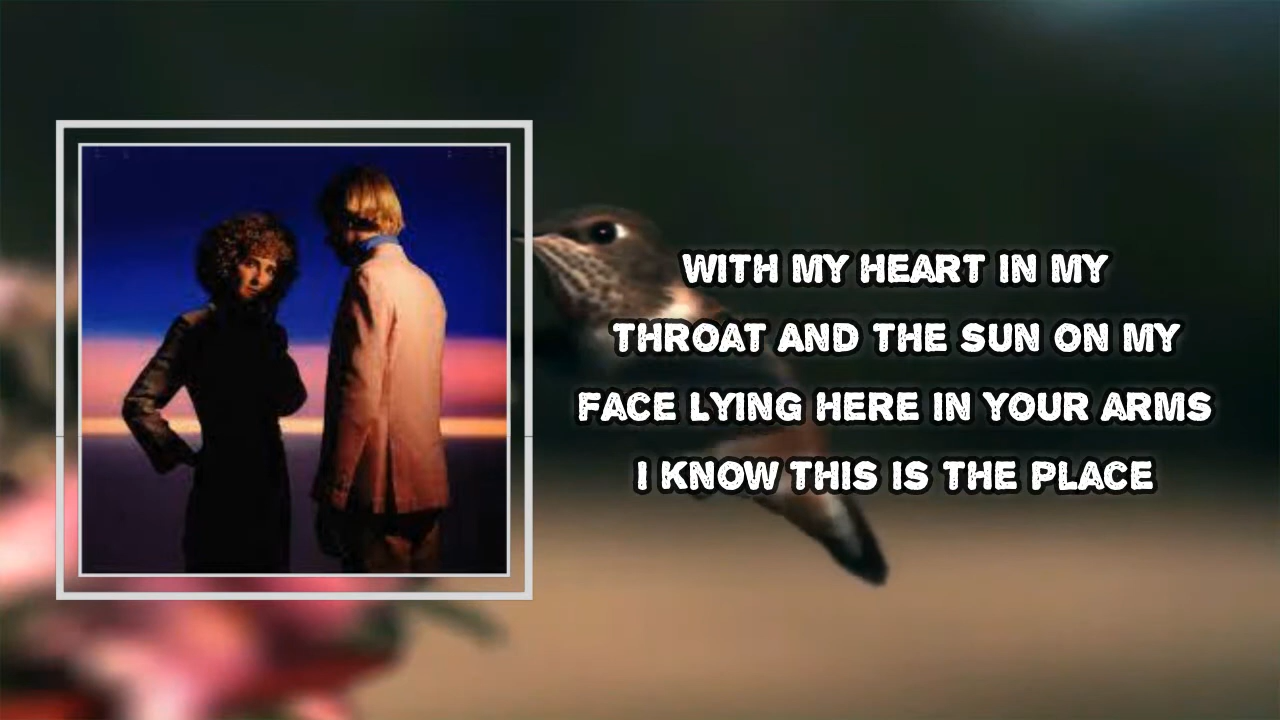 WITH MY HEART IN MY
THROAT AND THE SUN ON MY
FACE LYING HERE IN YOUR ARMS
I KNOW THIS IS THE PLACE